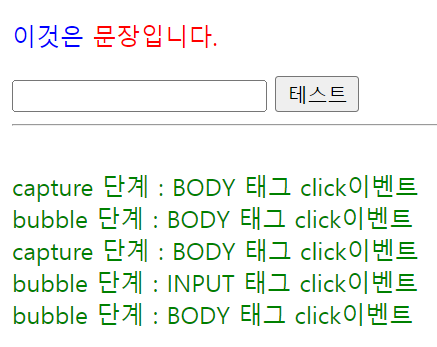 이것은 문장입니다.
테스트
capture 단계 : BODY 태그 click이벤트
bubble 단계 : BODY 태그 click이벤트
capture 단계 : BODY 태그 click이벤트
bubble 단계 : INPUT 태그 click이벤트
bubble 단계 : BODY 태그 click이벤트